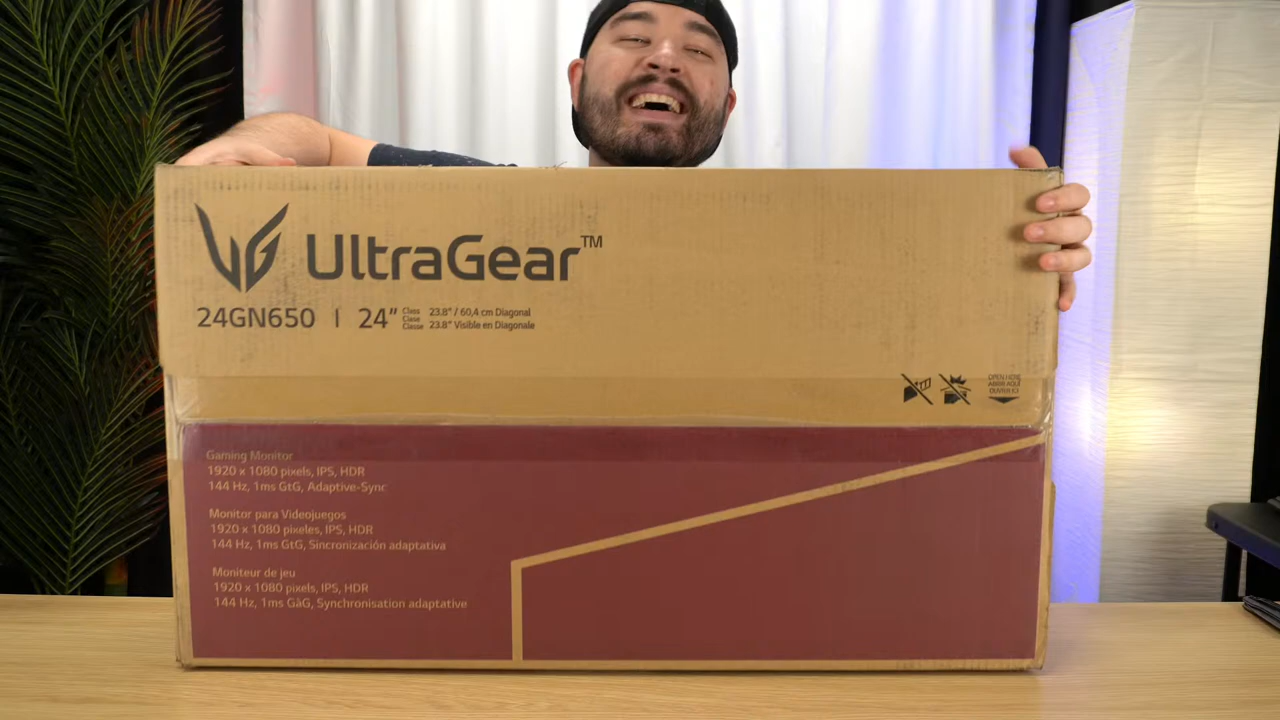 UltraGear™
24GN650 | 24" Class Clase Classe 23.8" / 60,4 cm Diagonal
23.8" Visible en Diagonale
OPEN HERE
ABRIR AQUI
OUVRIR ICI
Gaming Monitor
1920 x 1080 pixels, IPS, HDR
144 Hz, 1ms GtG, Adaptive-Sync
Monitor para Videojuegos
1920 x 1080 pixeles, IPS, HDR
144 Hz, 1ms GtG, Sincronización adaptativa
Moniteur de jeu
1920 x 1080 pixels, IPS, HDR
144 Hz, 1ms GàG, Synchronisation adaptative